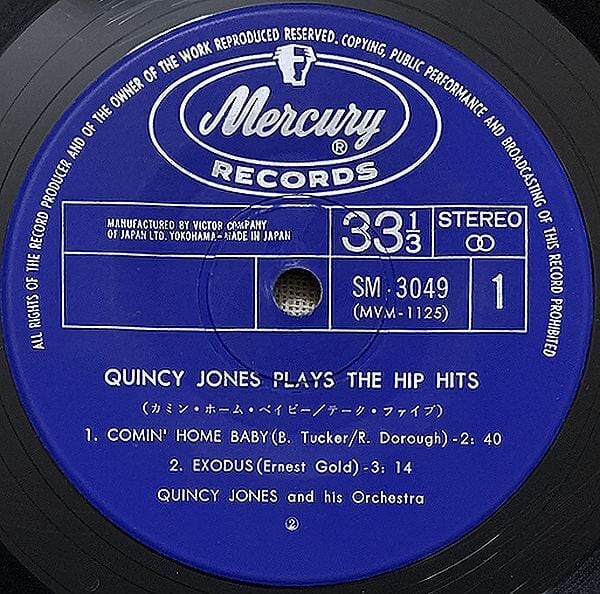 ALL RIGHTS OF THE RECORD PRODUCER AND OF THE OWNER OF THE WORK REPRODUCED RESERVED. COPYING, PUBLIC PERFORMANCE AND BROADCASTING OF THIS RECORD PROHIBITED
Mercury
®
RECORDS
MANUFACTURED BY VICTOR COMPANY
OF JAPAN LTD. YOKOHAMA-MADE IN JAPAN
33 1/3
STEREO
SM-3049
(MVM-1125)
1
QUINCY JONES PLAYS THE HIP HITS
(カミン・ホーム・ベイビー/テーク・ファイブ)
1. COMIN' HOME BABY(B. Tucker/R. Dorough)-2: 40
2. EXODUS(Ernest Gold)-3: 14
QUINCY JONES and his Orchestra
②